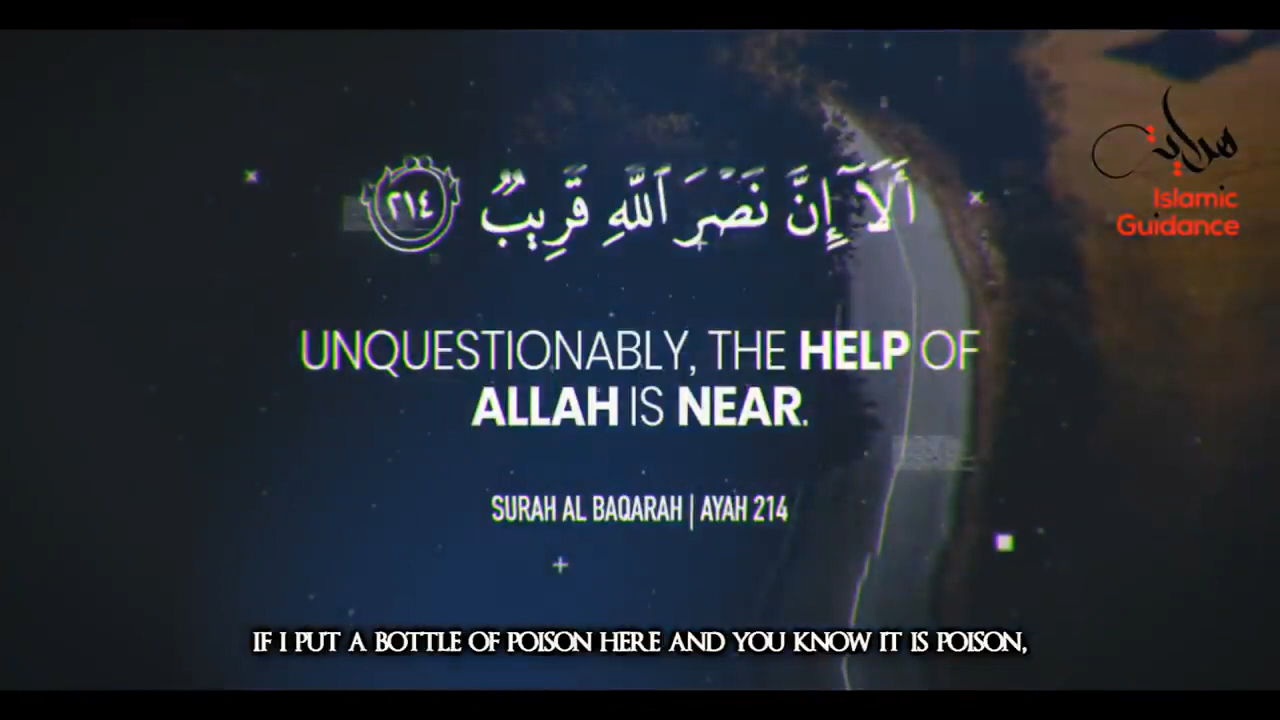 أَلَآ إِنَّ نَصْرَ ٱللَّهِ قَرِيبٌ ٢١٤
هداية
Islamic
Guidance
UNQUESTIONABLY, THE HELP OF
ALLAH IS NEAR.
SURAH AL BAQARAH | AYAH 214
IF I PUT A BOTTLE OF POISON HERE AND YOU KNOW IT IS POISON,